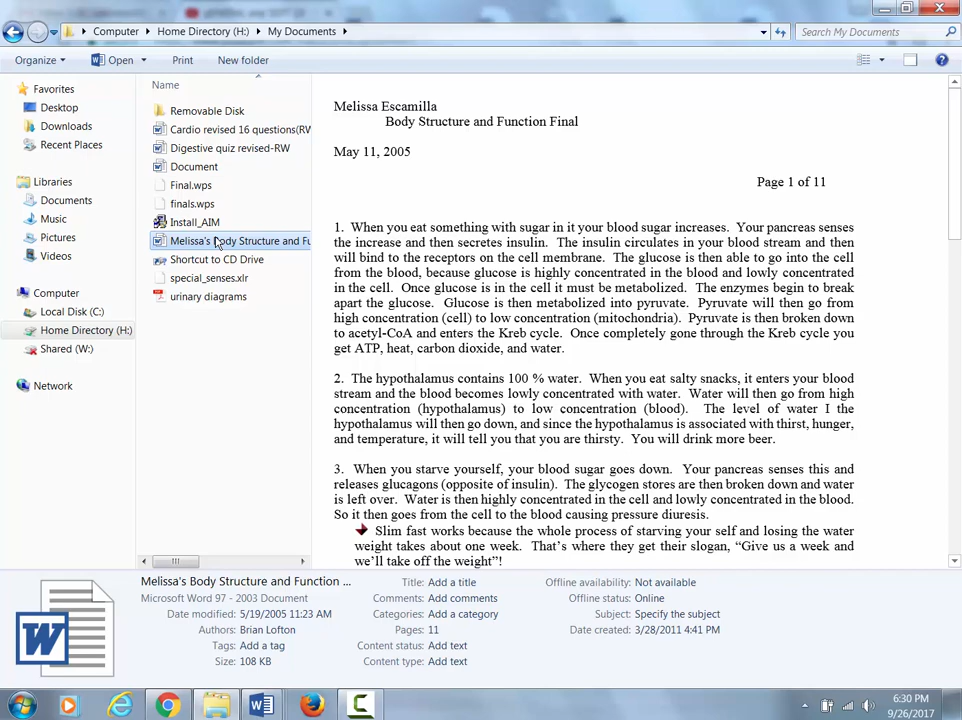 Computer ▸ Home Directory (H:) ▸ My Documents ▸
Search My Documents
Organize
Open
Print
New folder
Favorites
Desktop
Downloads
Recent Places
Libraries
Documents
Music
Pictures
Videos
Computer
Local Disk (C:)
Home Directory (H:)
Shared (W:)
Network
Name
Removable Disk
Cardio revised 16 questions(RW
Digestive quiz revised-RW
Document
Final.wps
finals.wps
Install_AIM
Melissa's Body Structure and Fu
Shortcut to CD Drive
special_senses.xlr
urinary diagrams
Melissa Escamilla
Body Structure and Function Final
May 11, 2005
Page 1 of 11
1. When you eat something with sugar in it your blood sugar increases. Your pancreas senses
the increase and then secretes insulin. The insulin circulates in your blood stream and then
will bind to the receptors on the cell membrane. The glucose is then able to go into the cell
from the blood, because glucose is highly concentrated in the blood and lowly concentrated
in the cell. Once glucose is in the cell it must be metabolized. The enzymes begin to break
apart the glucose. Glucose is then metabolized into pyruvate. Pyruvate will then go from
high concentration (cell) to low concentration (mitochondria). Pyruvate is then broken down
to acetyl-CoA and enters the Kreb cycle. Once completely gone through the Kreb cycle you
get ATP, heat, carbon dioxide, and water.
2. The hypothalamus contains 100 % water. When you eat salty snacks, it enters your blood
stream and the blood becomes lowly concentrated with water. Water will then go from high
concentration (hypothalamus) to low concentration (blood). The level of water I the
hypothalamus will then go down, and since the hypothalamus is associated with thirst, hunger,
and temperature, it will tell you that you are thirsty. You will drink more beer.
3. When you starve yourself, your blood sugar goes down. Your pancreas senses this and
releases glucagons (opposite of insulin). The glycogen stores are then broken down and water
is left over. Water is then highly concentrated in the cell and lowly concentrated in the blood.
So it then goes from the cell to the blood causing pressure diuresis.
Slim fast works because the whole process of starving your self and losing the water
weight takes about one week. That’s where they get their slogan, “Give us a week and
we’ll take off the weight”!
Melissa's Body Structure and Function ...
Microsoft Word 97 - 2003 Document
Date modified: 5/19/2005 11:23 AM
Authors: Brian Lofton
Tags: Add a tag
Size: 108 KB
Title: Add a title
Comments: Add comments
Categories: Add a category
Pages: 11
Content status: Add text
Content type: Add text
Offline availability: Not available
Offline status: Online
Subject: Specify the subject
Date created: 3/28/2011 4:41 PM
6:30 PM
9/26/2017